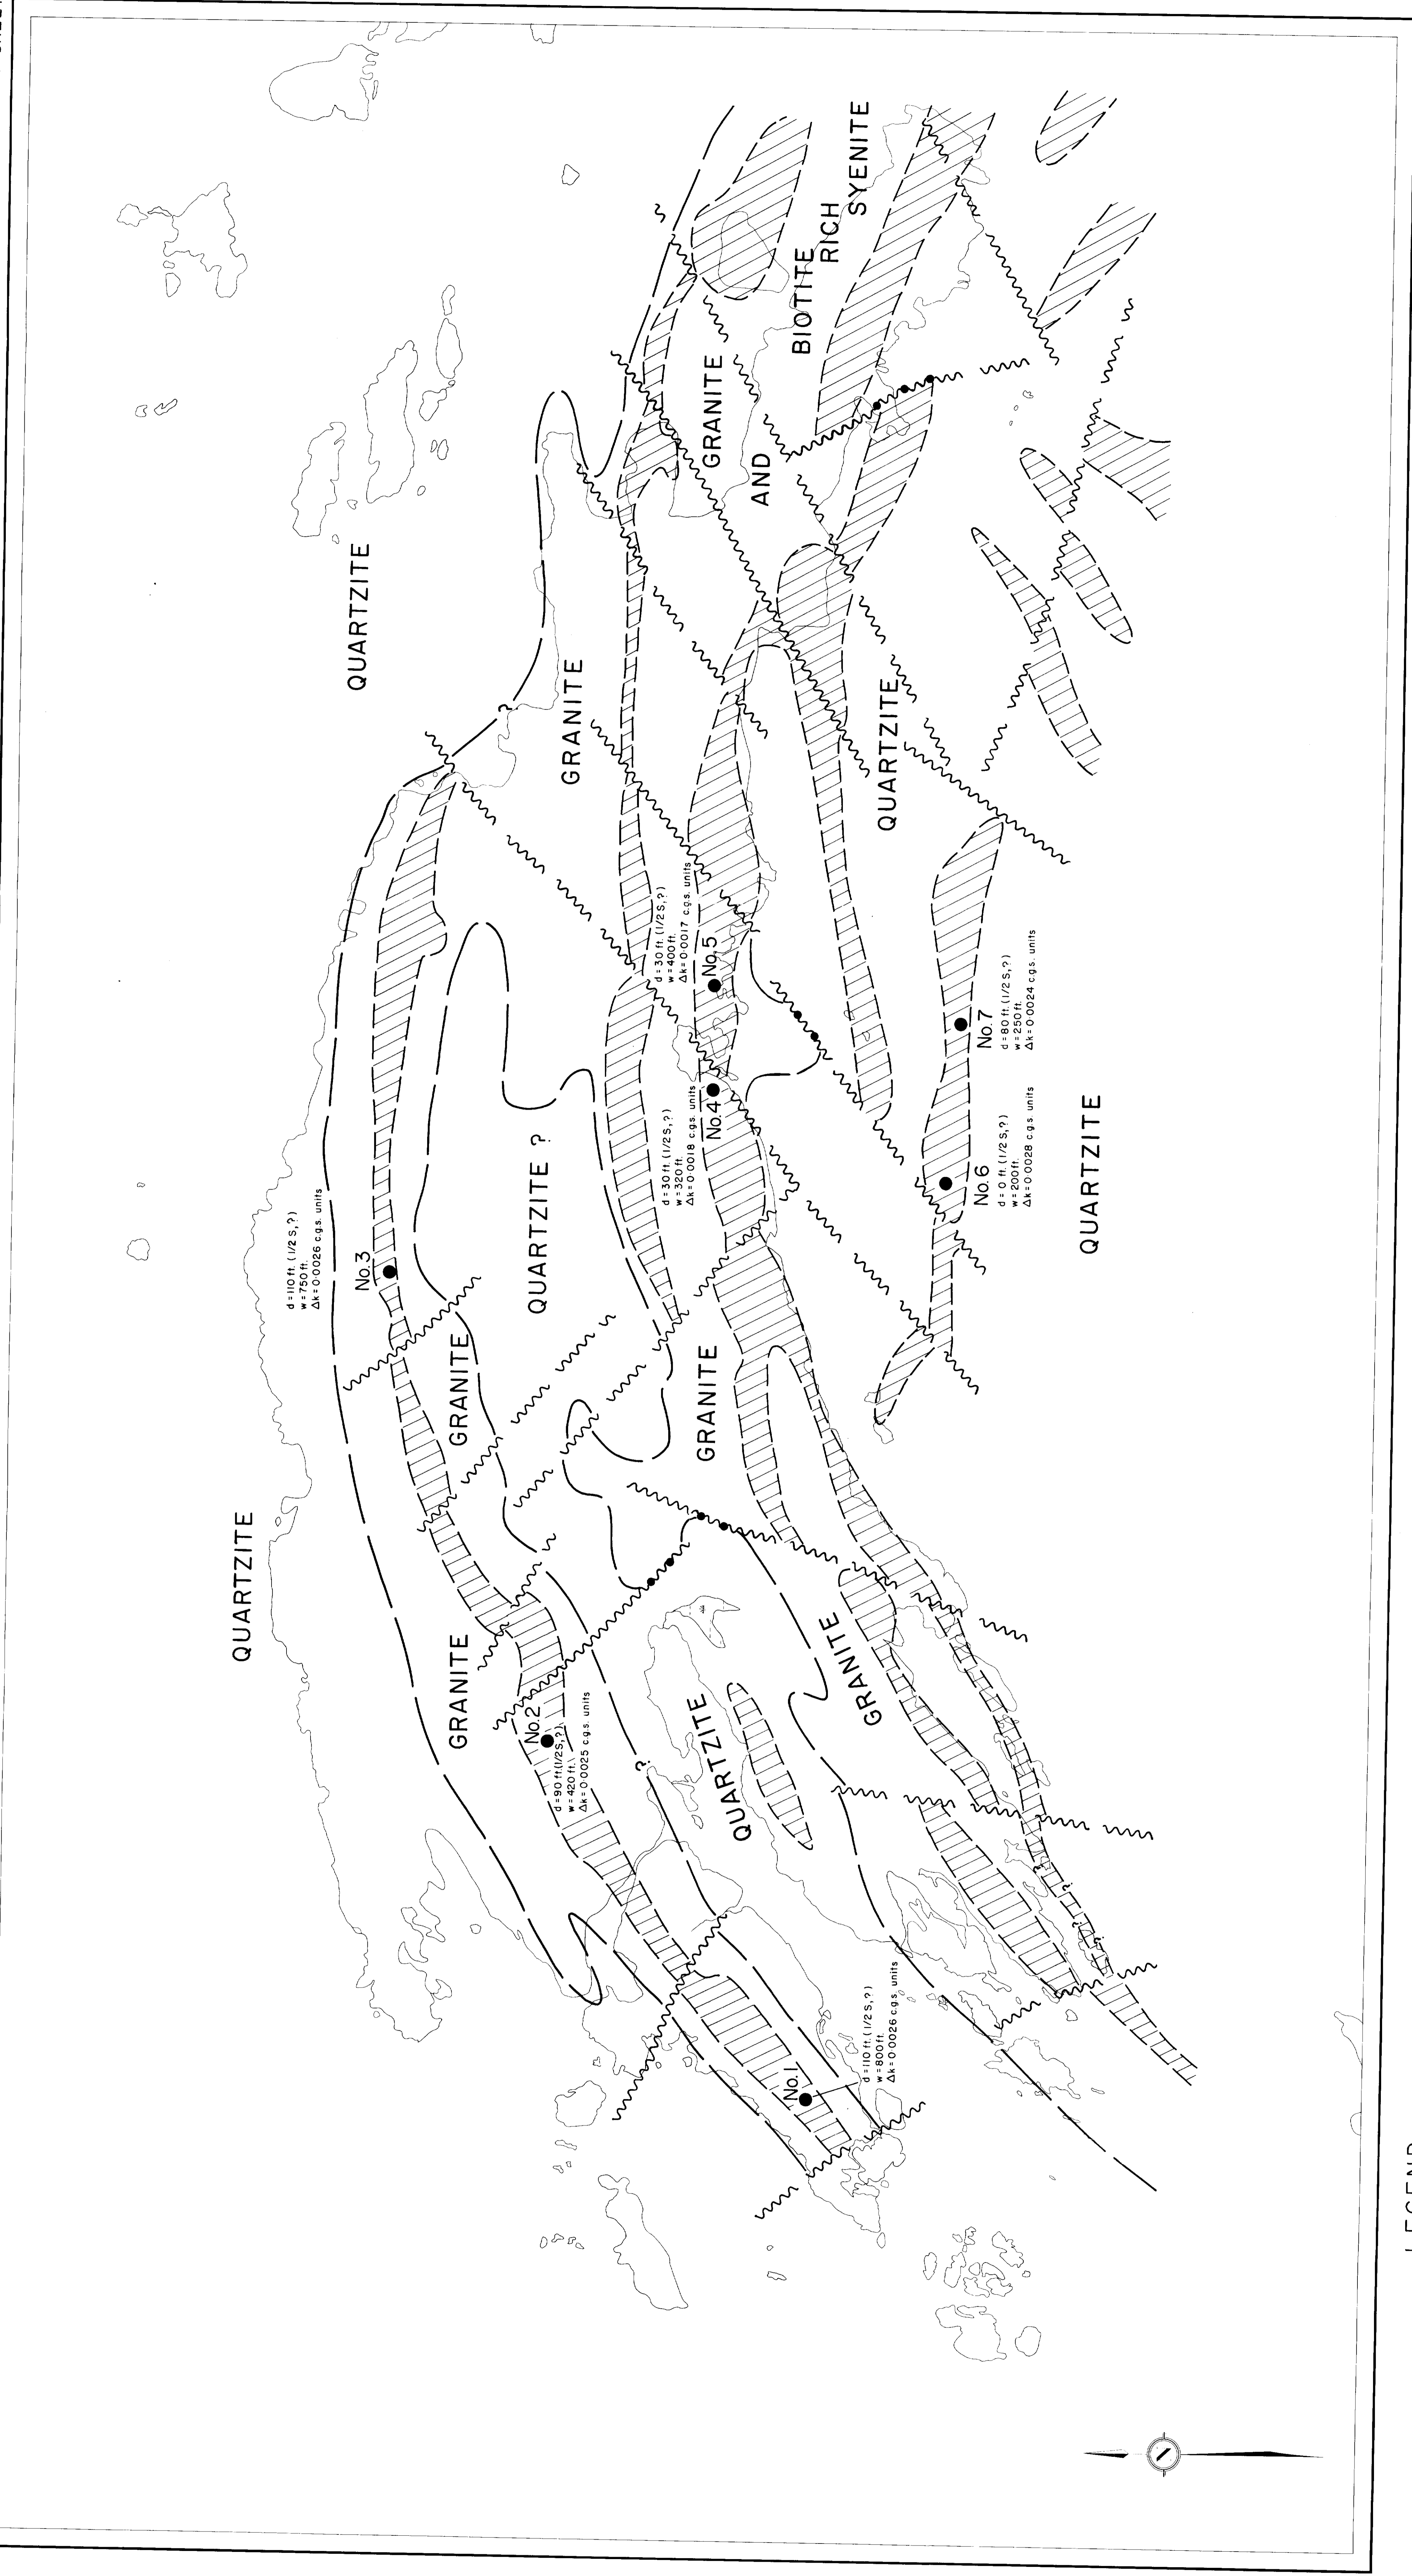 QUARTZITE
QUARTZITE
QUARTZITE ?
QUARTZITE
QUARTZITE
QUARTZITE
GRANITE
GRANITE
GRANITE
GRANITE
GRANITE
GRANITE
AND
BIOTITE
RICH
SYENITE
?
?
No.1
d = 110 ft. (1/2 S,?)
w = 800 ft.
Δk = 0·0026 c.g.s. units
No.2
d = 90 ft. (1/2 S,?)
w = 420 ft.
Δk = 0·0025 c.g.s. units
No.3
d = 110 ft. (1/2 S,?)
w = 750 ft.
Δk = 0·0026 c.g.s. units
No.4
d = 30 ft. (1/2 S,?)
w = 320 ft.
Δk = 0·0018 c.g.s. units
No.5
d = 30 ft. (1/2 S,?)
w = 400 ft.
Δk = 0·0017 c.g.s. units
No.6
d = 0 ft. (1/2 S,?)
w = 200 ft.
Δk = 0·0028 c.g.s. units
No.7
d = 80 ft. (1/2 S,?)
w = 250 ft.
Δk = 0·0024 c.g.s. units